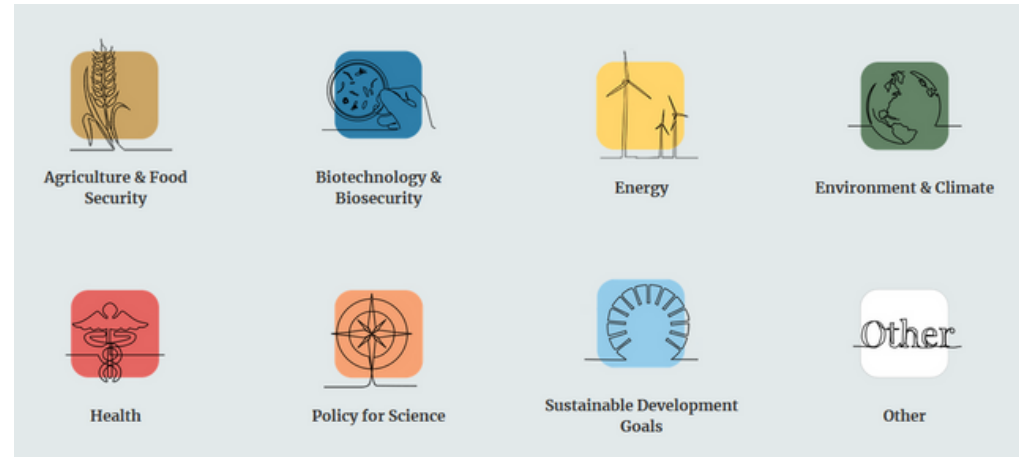 Agriculture & Food
Security
Biotechnology &
Biosecurity
Energy
Environment & Climate
Other
Health
Policy for Science
Sustainable Development
Goals
Other